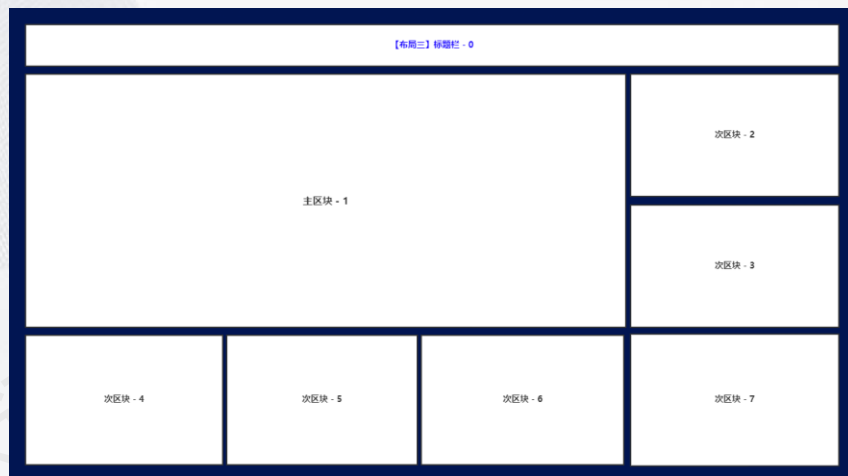 【布局三】标题栏 - 0
主区块 - 1
次区块 - 2
次区块 - 3
次区块 - 4
次区块 - 5
次区块 - 6
次区块 - 7